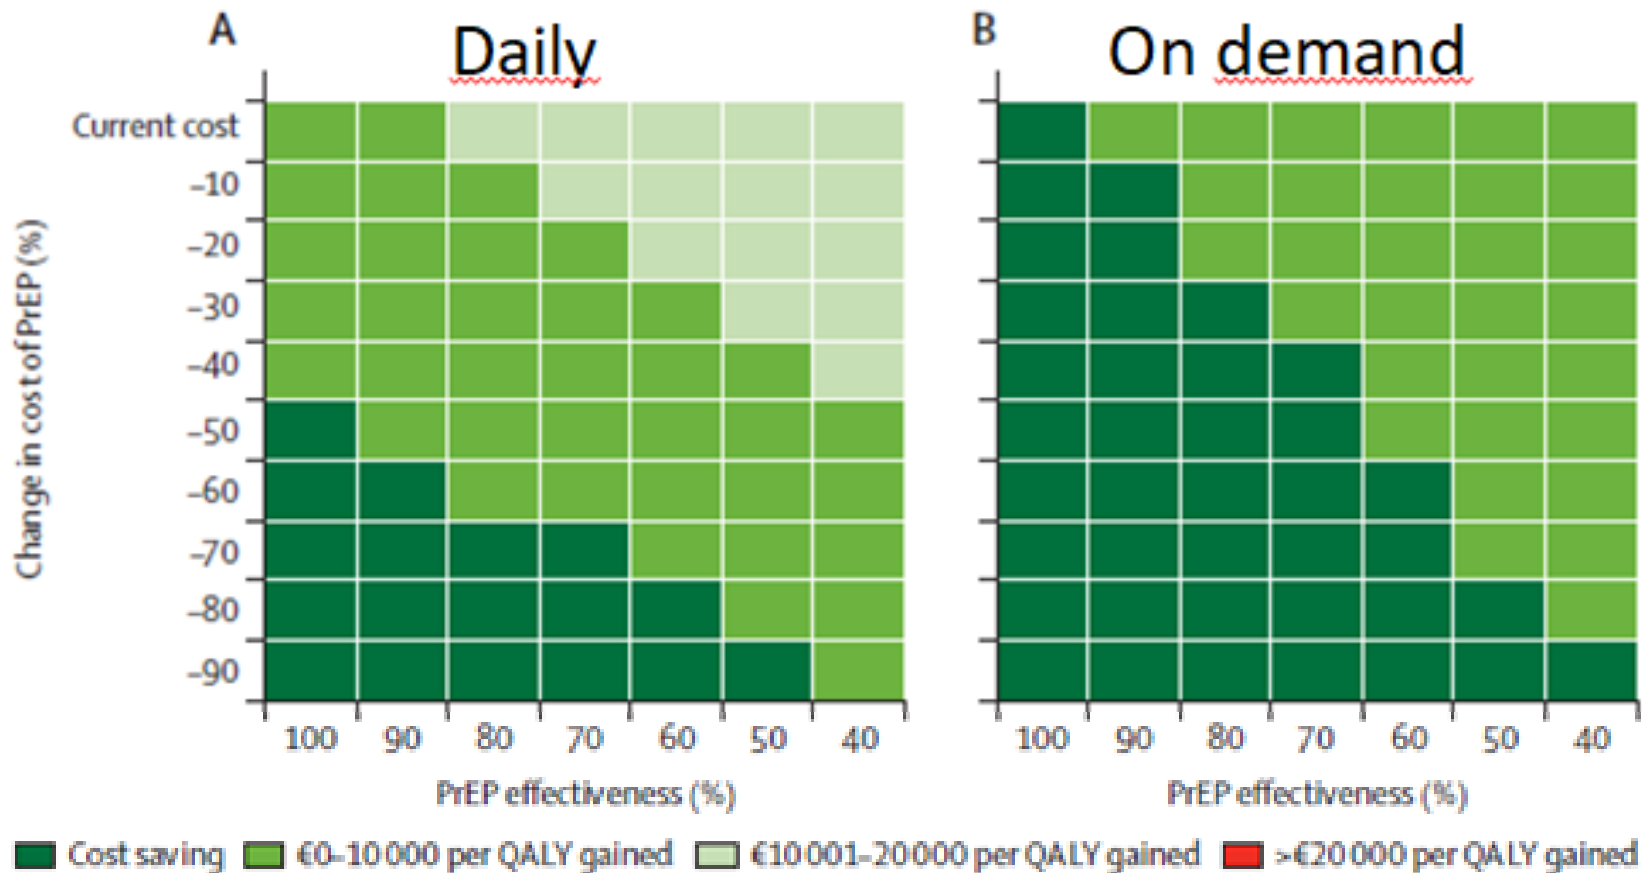 A
Daily
B
On demand
Change in cost of PrEP (%)
Current cost
–10
–20
–30
–40
–50
–60
–70
–80
–90
100 90 80 70 60 50 40
100 90 80 70 60 50 40
PrEP effectiveness (%)
PrEP effectiveness (%)
Cost saving €0–10 000 per QALY gained €10 001–20 000 per QALY gained >€20 000 per QALY gained